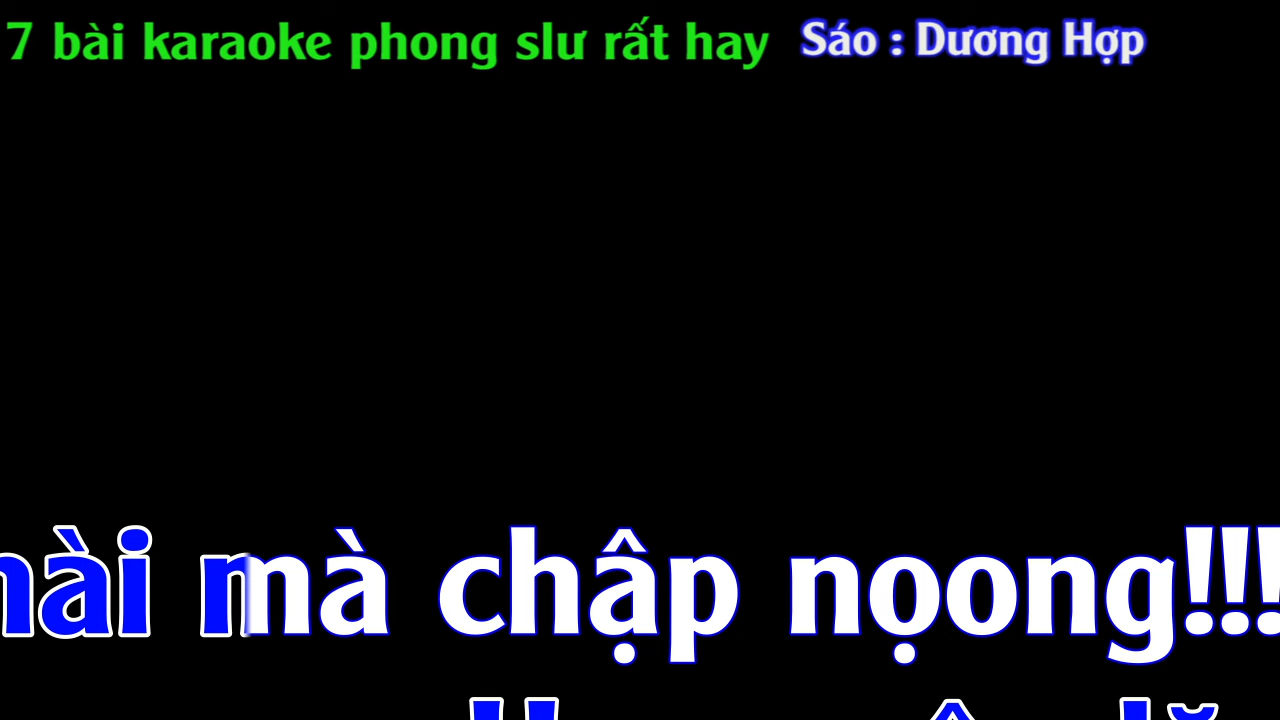 7 bài karaoke phong slư rất hay Sáo : Dương Hợp
mà chập nọong!!!